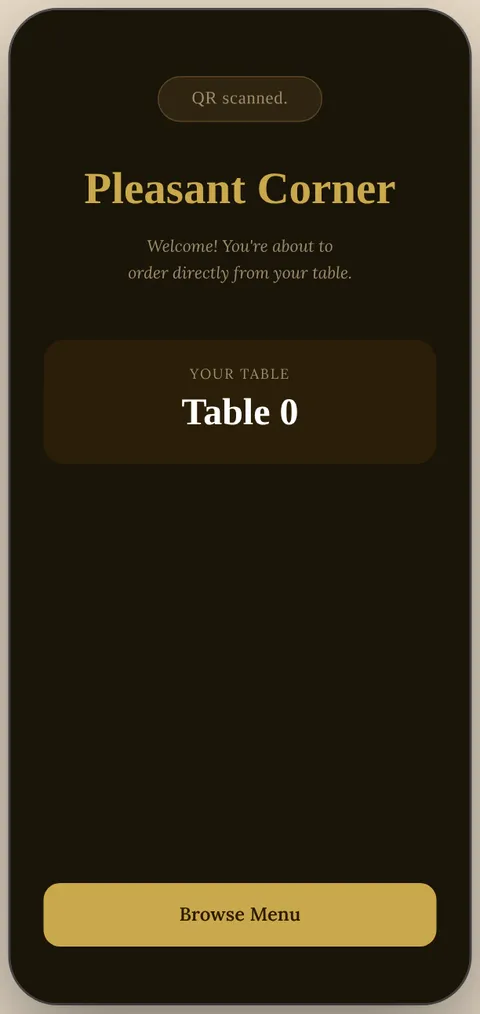 QR scanned.
Pleasant Corner
Welcome! You're about to
order directly from your table.
YOUR TABLE
Table 0
Browse Menu